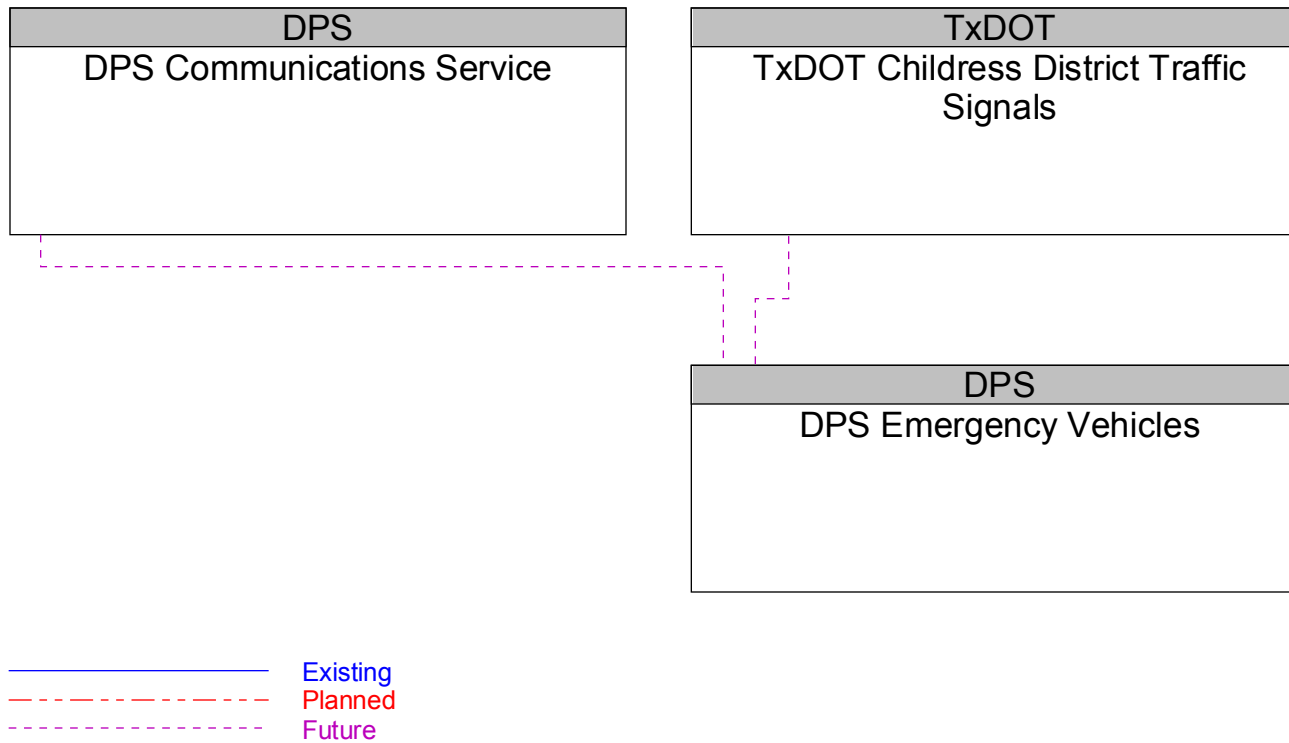 DPS
DPS Communications Service
TxDOT
TxDOT Childress District Traffic
Signals
DPS
DPS Emergency Vehicles
Existing
Planned
Future